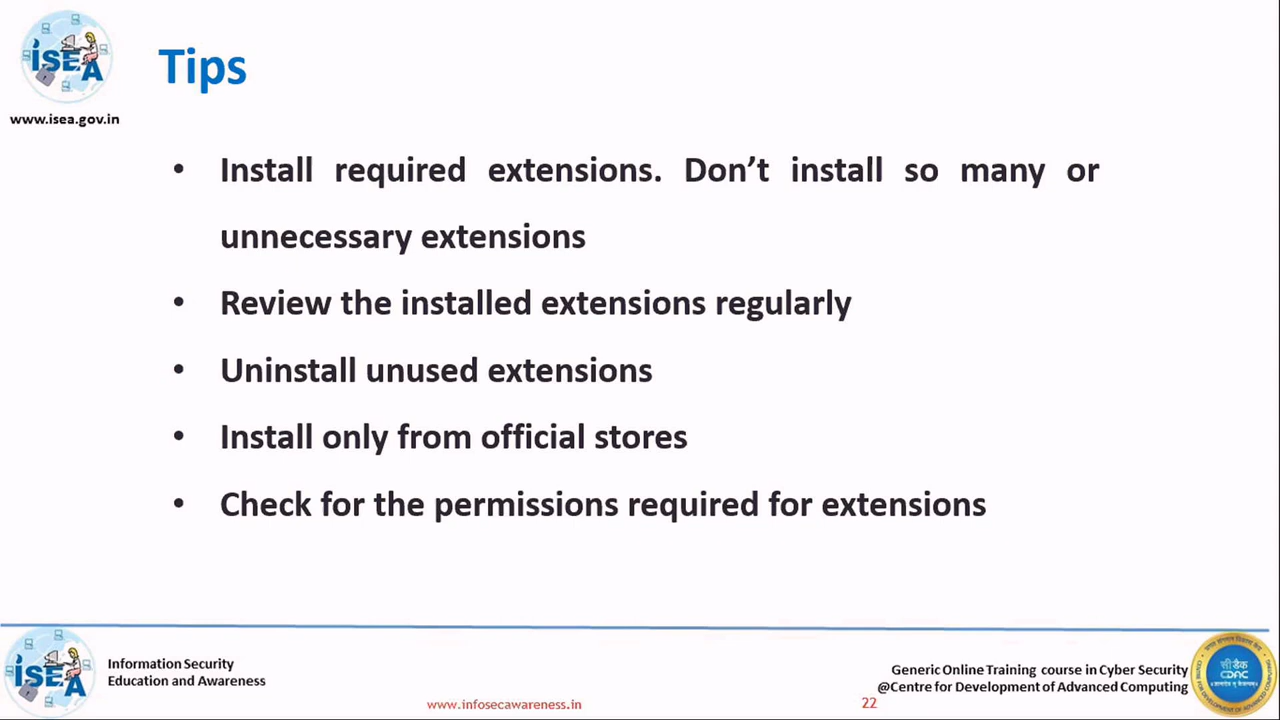 iSEA
www.isea.gov.in
Tips
• Install required extensions. Don’t install so many or
unnecessary extensions
• Review the installed extensions regularly
• Uninstall unused extensions
• Install only from official stores
• Check for the permissions required for extensions
iSEA
Information Security
Education and Awareness
www.infosecawareness.in
22
Generic Online Training course in Cyber Security
@Centre for Development of Advanced Computing
सी डैक
CDAC